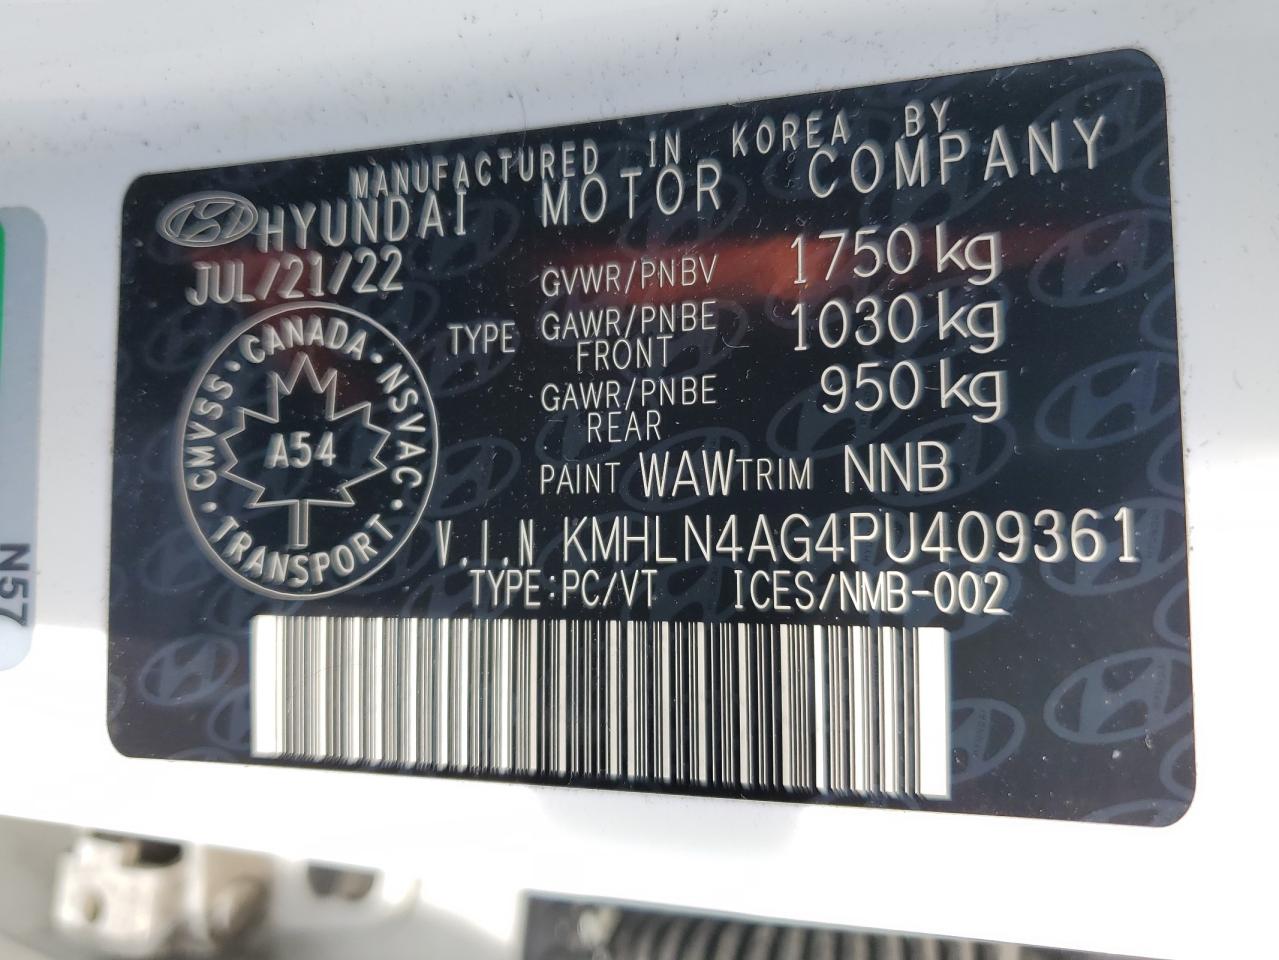 MANUFACTURED IN KOREA BY
HYUNDAI MOTOR COMPANY
JUL/21/22
GVWR/PNBV 1750 kg
TYPE GAWR/PNBE FRONT 1030 kg
GAWR/PNBE REAR 950 kg
PAINT WAW TRIM NNB
V.I.N KMHLN4AG4PU409361
TYPE:PC/VT ICES/NMB-002
CANADA · NSVAC · TRANSPORT · CMVSS ·
A54
N57